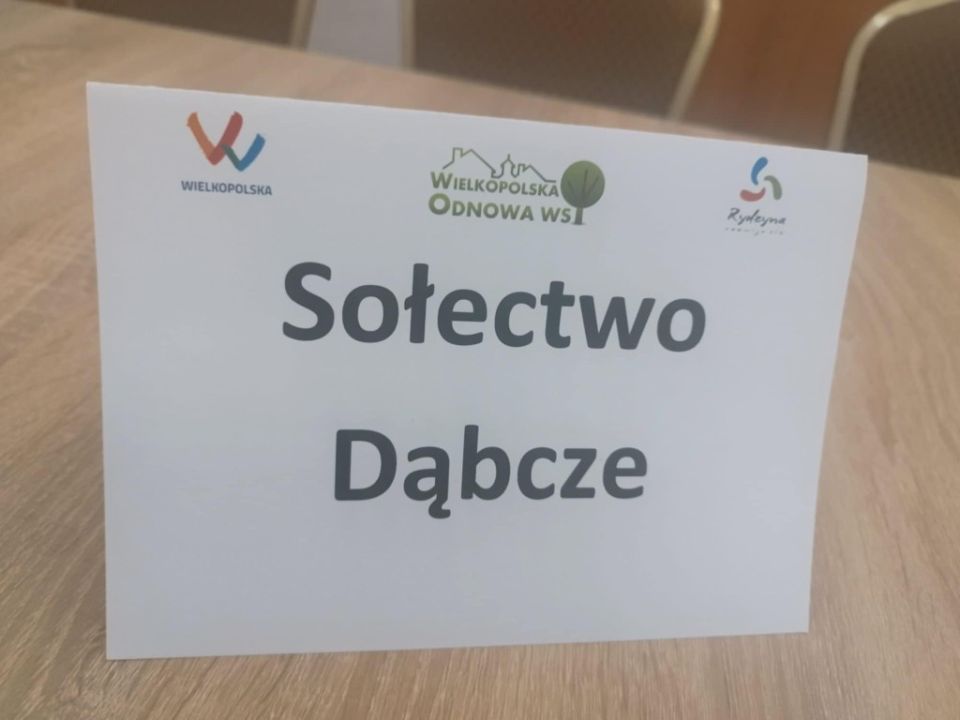 WIELKOPOLSKA
WIELKOPOLSKA
ODNOWA WSI
Rydzyna
Sołectwo
Dąbcze